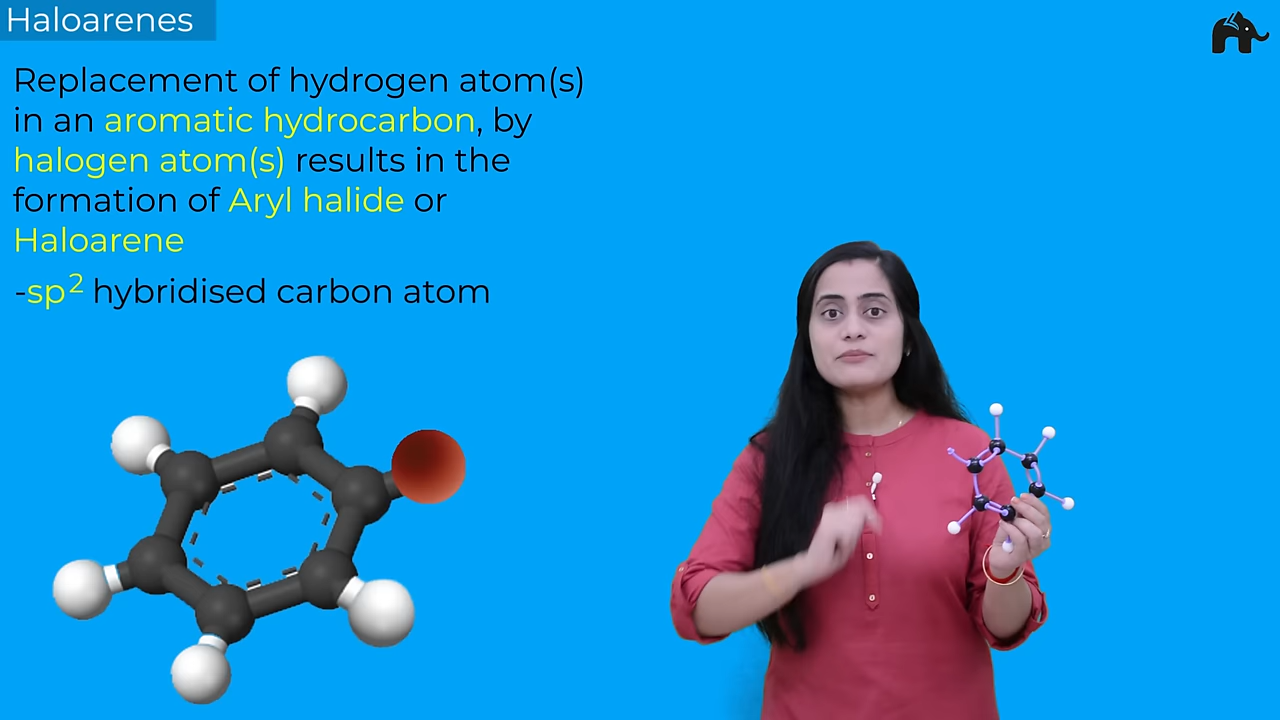 Haloarenes
Replacement of hydrogen atom(s)
in an aromatic hydrocarbon, by
halogen atom(s) results in the
formation of Aryl halide or
Haloarene
-sp² hybridised carbon atom